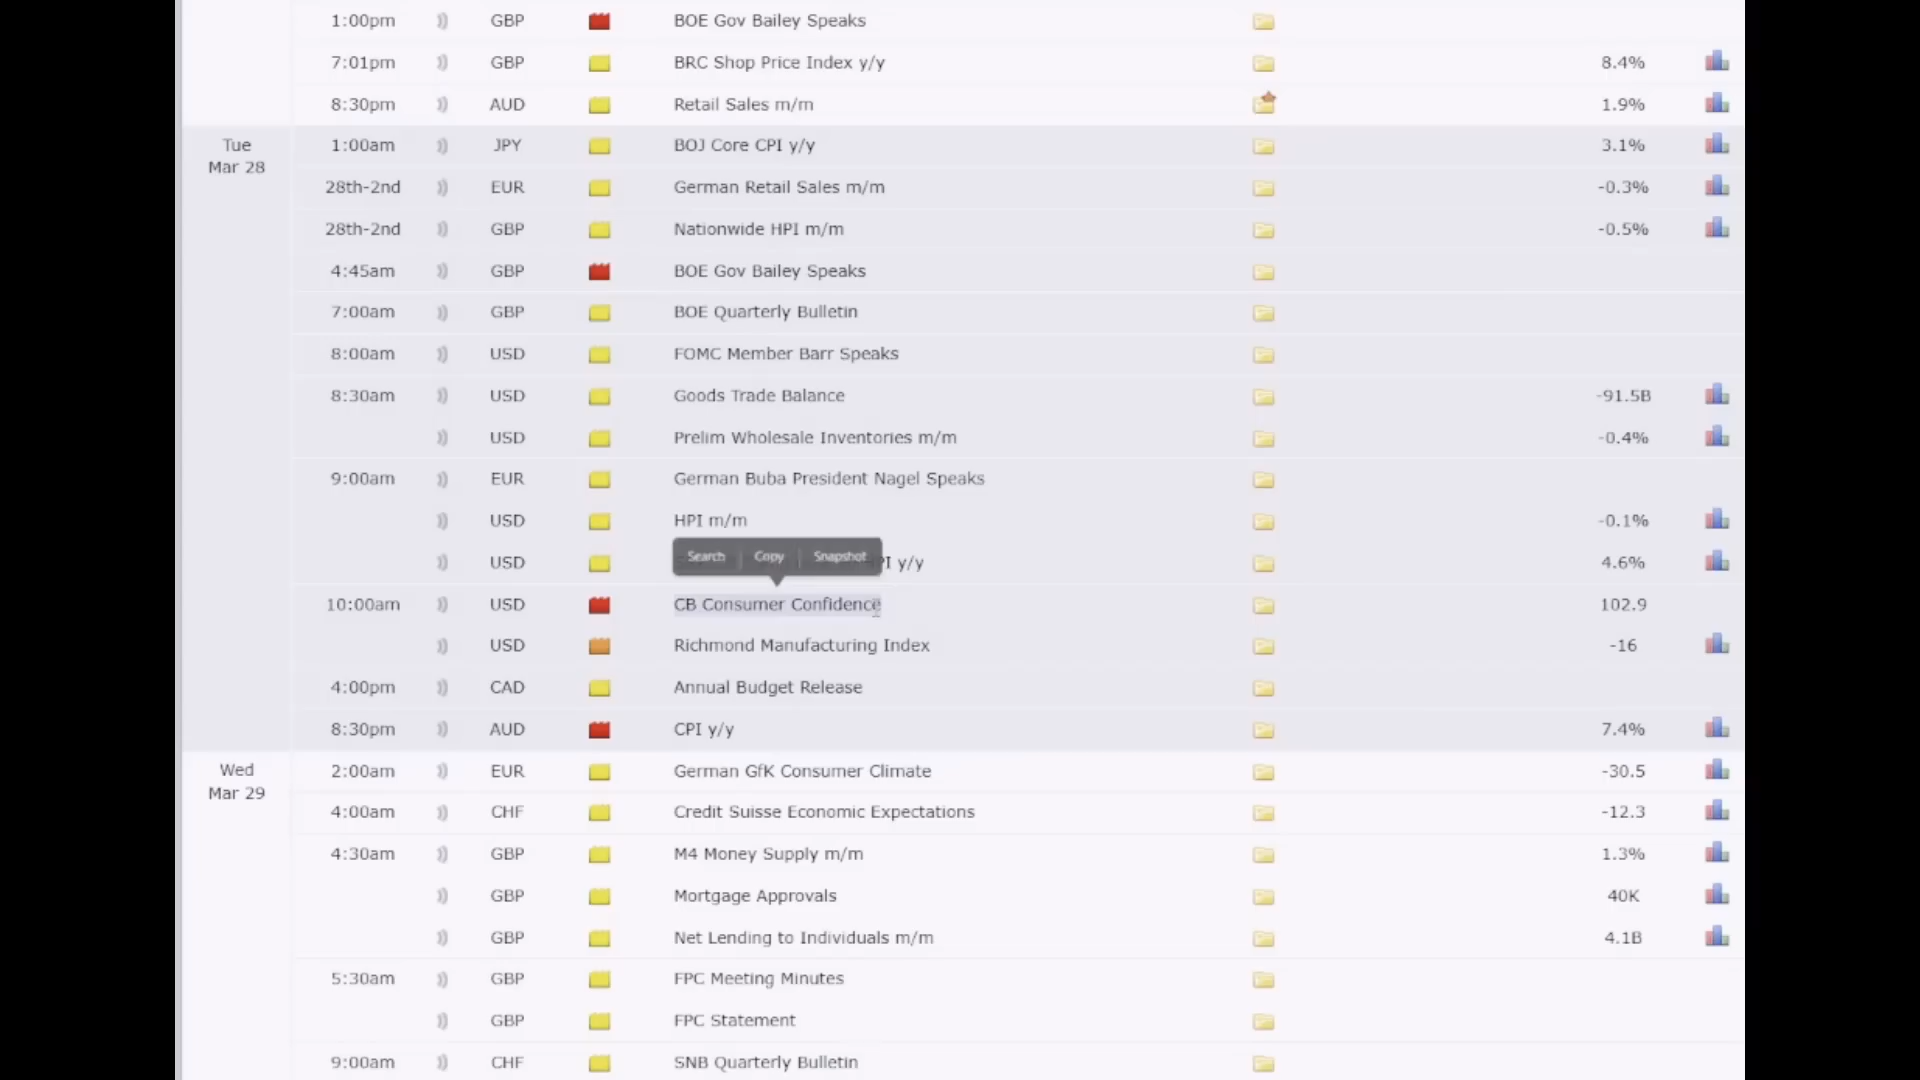 1:00pm GBP BOE Gov Bailey Speaks
7:01pm GBP BRC Shop Price Index y/y 8.4%
8:30pm AUD Retail Sales m/m 1.9%
Tue Mar 28 1:00am JPY BOJ Core CPI y/y 3.1%
28th-2nd EUR German Retail Sales m/m -0.3%
28th-2nd GBP Nationwide HPI m/m -0.5%
4:45am GBP BOE Gov Bailey Speaks
7:00am GBP BOE Quarterly Bulletin
8:00am USD FOMC Member Barr Speaks
8:30am USD Goods Trade Balance -91.5B
USD Prelim Wholesale Inventories m/m -0.4%
9:00am EUR German Buba President Nagel Speaks
USD HPI m/m -0.1%
Search Copy Snapshot
USD y/y 4.6%
10:00am USD CB Consumer Confidence 102.9
USD Richmond Manufacturing Index -16
4:00pm CAD Annual Budget Release
8:30pm AUD CPI y/y 7.4%
Wed Mar 29 2:00am EUR German GfK Consumer Climate -30.5
4:00am CHF Credit Suisse Economic Expectations -12.3
4:30am GBP M4 Money Supply m/m 1.3%
GBP Mortgage Approvals 40K
GBP Net Lending to Individuals m/m 4.1B
5:30am GBP FPC Meeting Minutes
GBP FPC Statement
9:00am CHF SNB Quarterly Bulletin